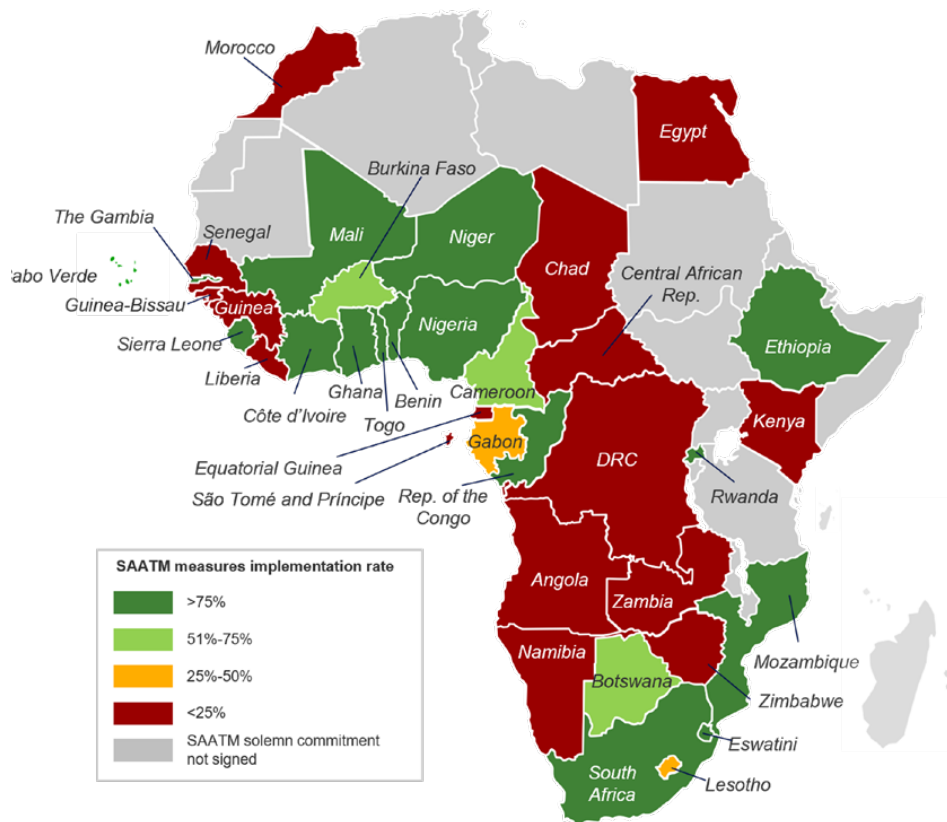 Morocco
Egypt
Burkina Faso
The Gambia
Senegal
Mali
Niger
Chad
Central African
Rep.
Cabo Verde
Guinea-Bissau
Guinea
Nigeria
Ethiopia
Sierra Leone
Liberia
Ghana
Benin
Cameroon
Côte d'Ivoire
Togo
Kenya
Gabon
DRC
Equatorial Guinea
São Tomé and Príncipe
Rep. of the
Congo
Rwanda
SAATM measures implementation rate
>75%
51%-75%
25%-50%
<25%
SAATM solemn commitment
not signed
Angola
Zambia
Namibia
Botswana
Mozambique
Zimbabwe
Eswatini
South
Africa
Lesotho